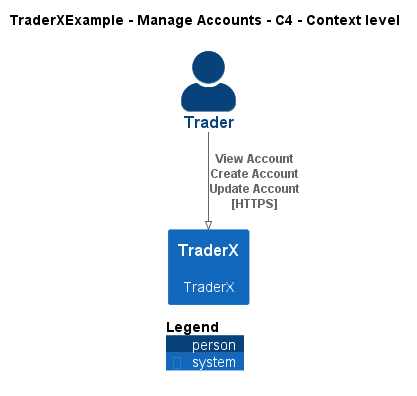 TraderXExample - Manage Accounts - C4 - Context level
Trader
View Account
Create Account
Update Account
[HTTPS]
TraderX
TraderX
Legend
person
system